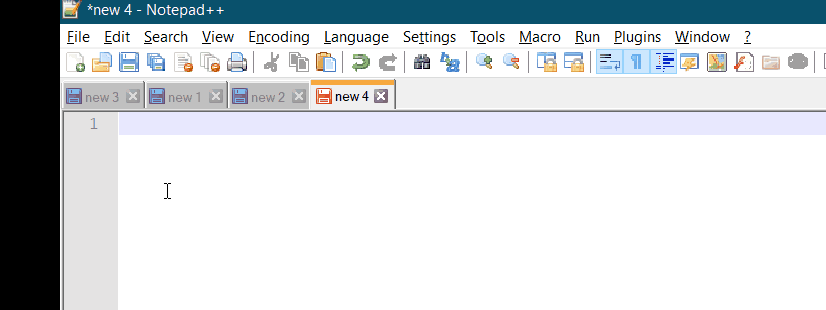 *new 4 - Notepad++
File Edit Search View Encoding Language Settings Tools Macro Run Plugins Window ?
new 3 new 1 new 2 new 4
1